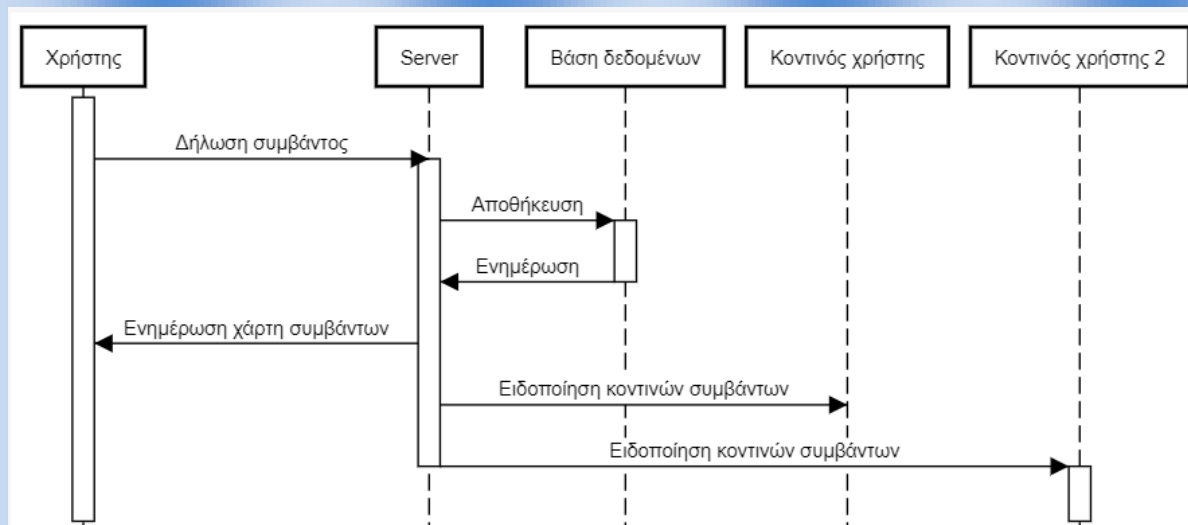 Χρήστης
Server
Βάση δεδομένων
Κοντινός χρήστης
Κοντινός χρήστης 2
Δήλωση συμβάντος
Αποθήκευση
Ενημέρωση
Ενημέρωση χάρτη συμβάντων
Ειδοποίηση κοντινών συμβάντων
Ειδοποίηση κοντινών συμβάντων